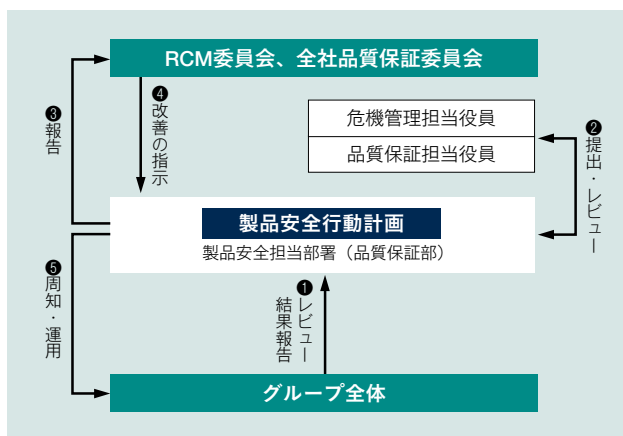 RCM委員会、全社品質保証委員会
❸報告
❹改善の指示
危機管理担当役員
品質保証担当役員
❷提出・レビュー
製品安全行動計画
製品安全担当部署（品質保証部）
❺周知・運用
❶レビュー
結果報告
グループ全体